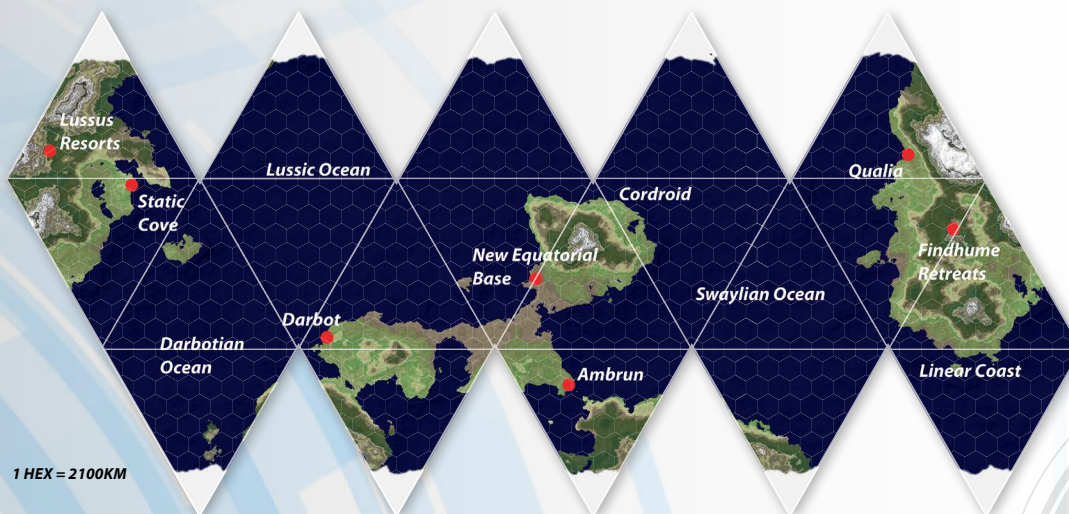 Lussus
Resorts
Static
Cove
Lussic Ocean
Cordroid
Qualia
New Equatorial
Base
Findhume
Retreats
Swaylian Ocean
Darbot
Darbotian
Ocean
Ambrun
Linear Coast
1 HEX = 2100KM